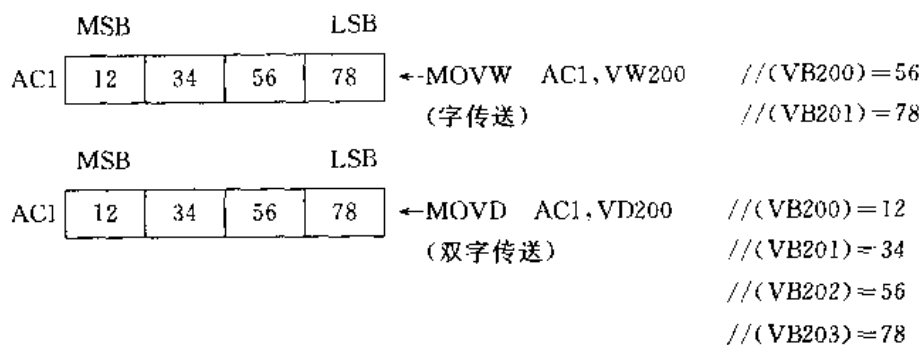 MSB LSB
AC1 12 34 56 78 ←MOVW AC1,VW200 //(VB200)=56
(字传送) //(VB201)=78
MSB LSB
AC1 12 34 56 78 ←MOVD AC1,VD200 //(VB200)=12
(双字传送) //(VB201)=34
//(VB202)=56
//(VB203)=78